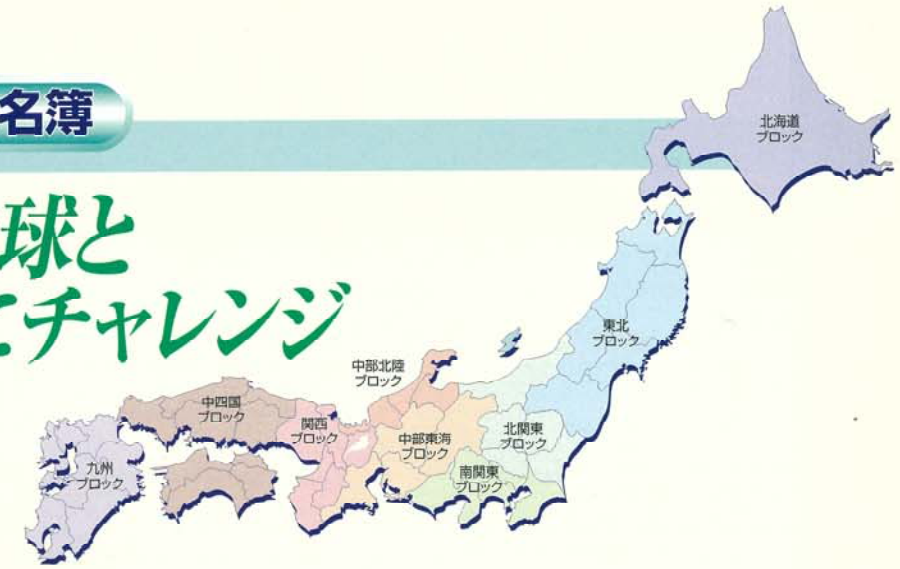 名簿
球と
てチャレンジ
北海道
ブロック
東北
ブロック
中部北陸
ブロック
中四国
ブロック
関西
ブロック
中部東海
ブロック
北関東
ブロック
南関東
ブロック
九州
ブロック